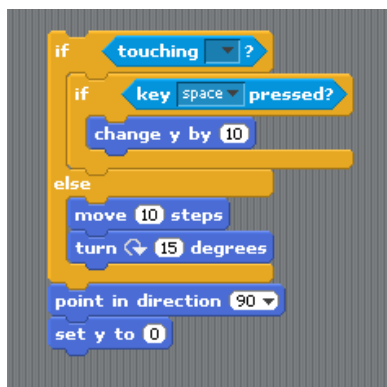 if touching ?
if key space pressed?
change y by 10
else
move 10 steps
turn 15 degrees
point in direction 90
set y to 0